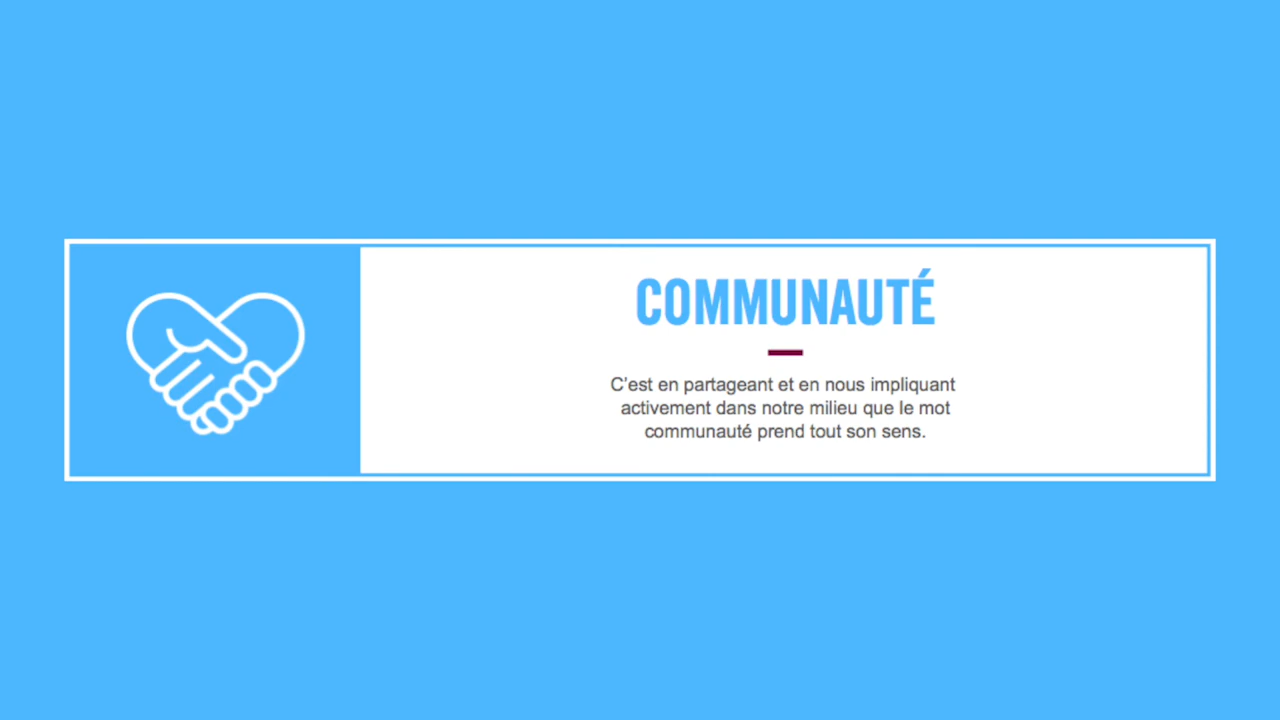 COMMUNAUTÉ
C'est en partageant et en nous impliquant
activement dans notre milieu que le mot
communauté prend tout son sens.